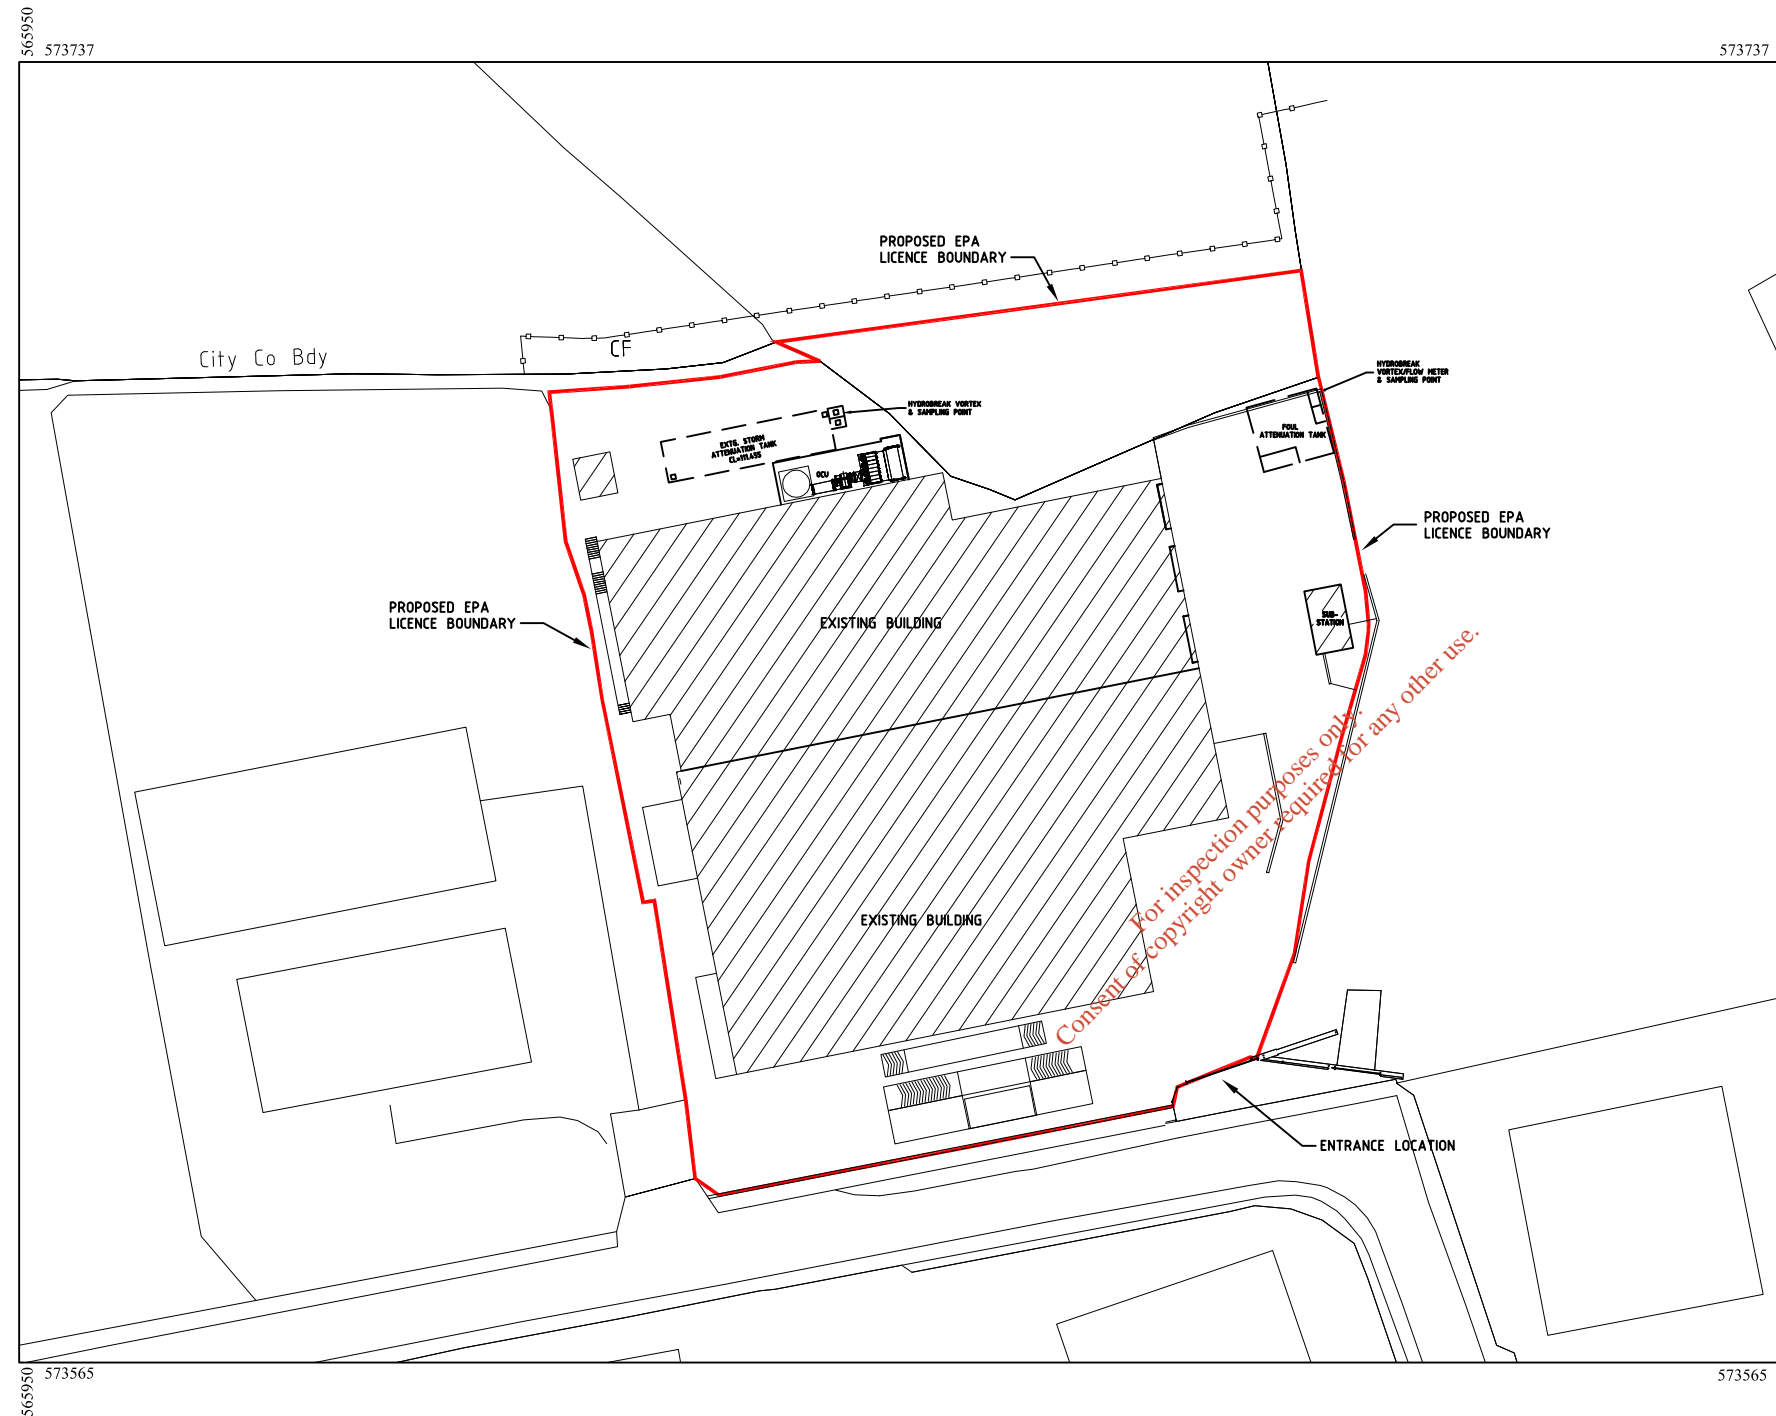 565950
573737
573737
PROPOSED EPA
LICENCE BOUNDARY
City Co Bdy
CF
HYDROBREAK
VORTEX/FLOW METER
& SAMPLING POINT
HYDROBREAK VORTEX
& SAMPLING POINT
EXTG. STORM
ATTENUATION TANK
CL=111.455
FOUL
ATTENUATION TANK
OCU
PROPOSED EPA
LICENCE BOUNDARY
PROPOSED EPA
LICENCE BOUNDARY
EXISTING BUILDING
SUB-
STATION
For inspection purposes only.
Consent of copyright owner required for any other use.
EXISTING BUILDING
ENTRANCE LOCATION
565950
573565
573565